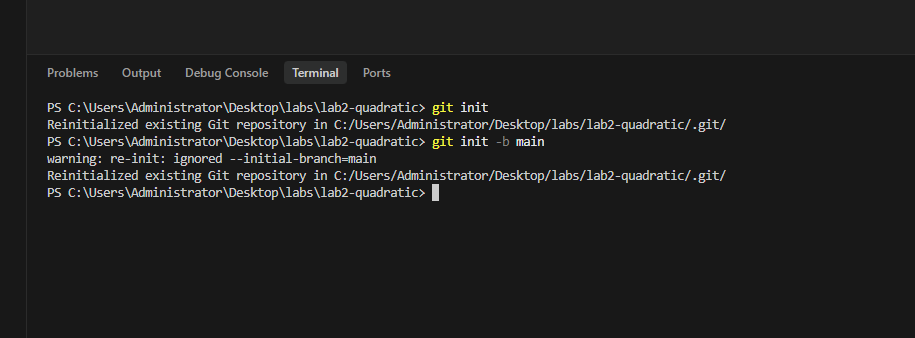 Problems Output Debug Console Terminal Ports
PS C:\Users\Administrator\Desktop\labs\lab2-quadratic> git init
Reinitialized existing Git repository in C:/Users/Administrator/Desktop/labs/lab2-quadratic/.git/
PS C:\Users\Administrator\Desktop\labs\lab2-quadratic> git init -b main
warning: re-init: ignored --initial-branch=main
Reinitialized existing Git repository in C:/Users/Administrator/Desktop/labs/lab2-quadratic/.git/
PS C:\Users\Administrator\Desktop\labs\lab2-quadratic>